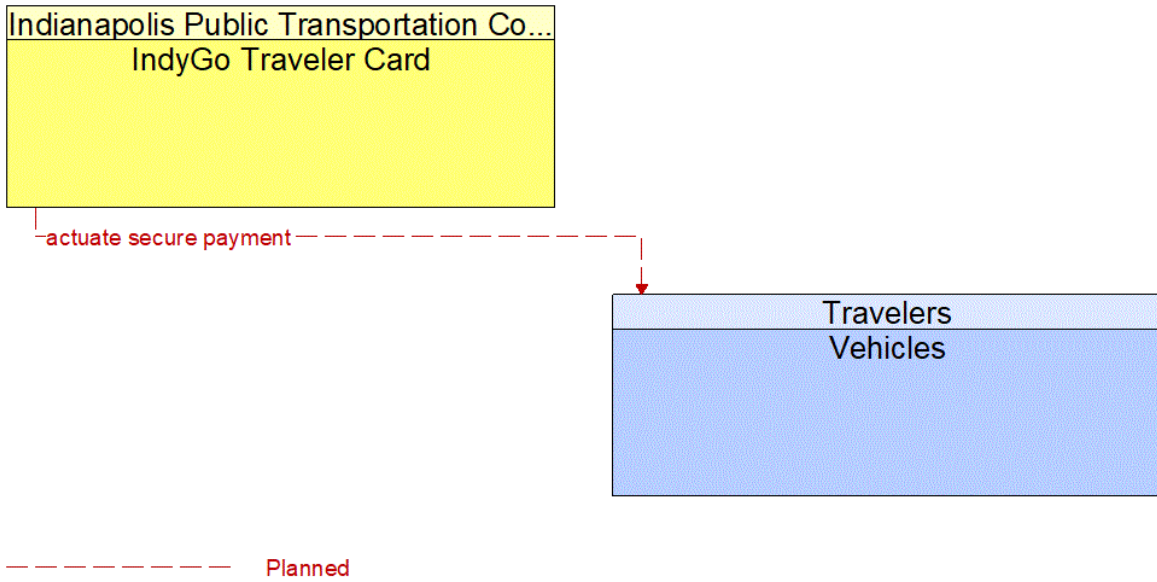 Indianapolis Public Transportation Co...
IndyGo Traveler Card
actuate secure payment
Travelers
Vehicles
Planned